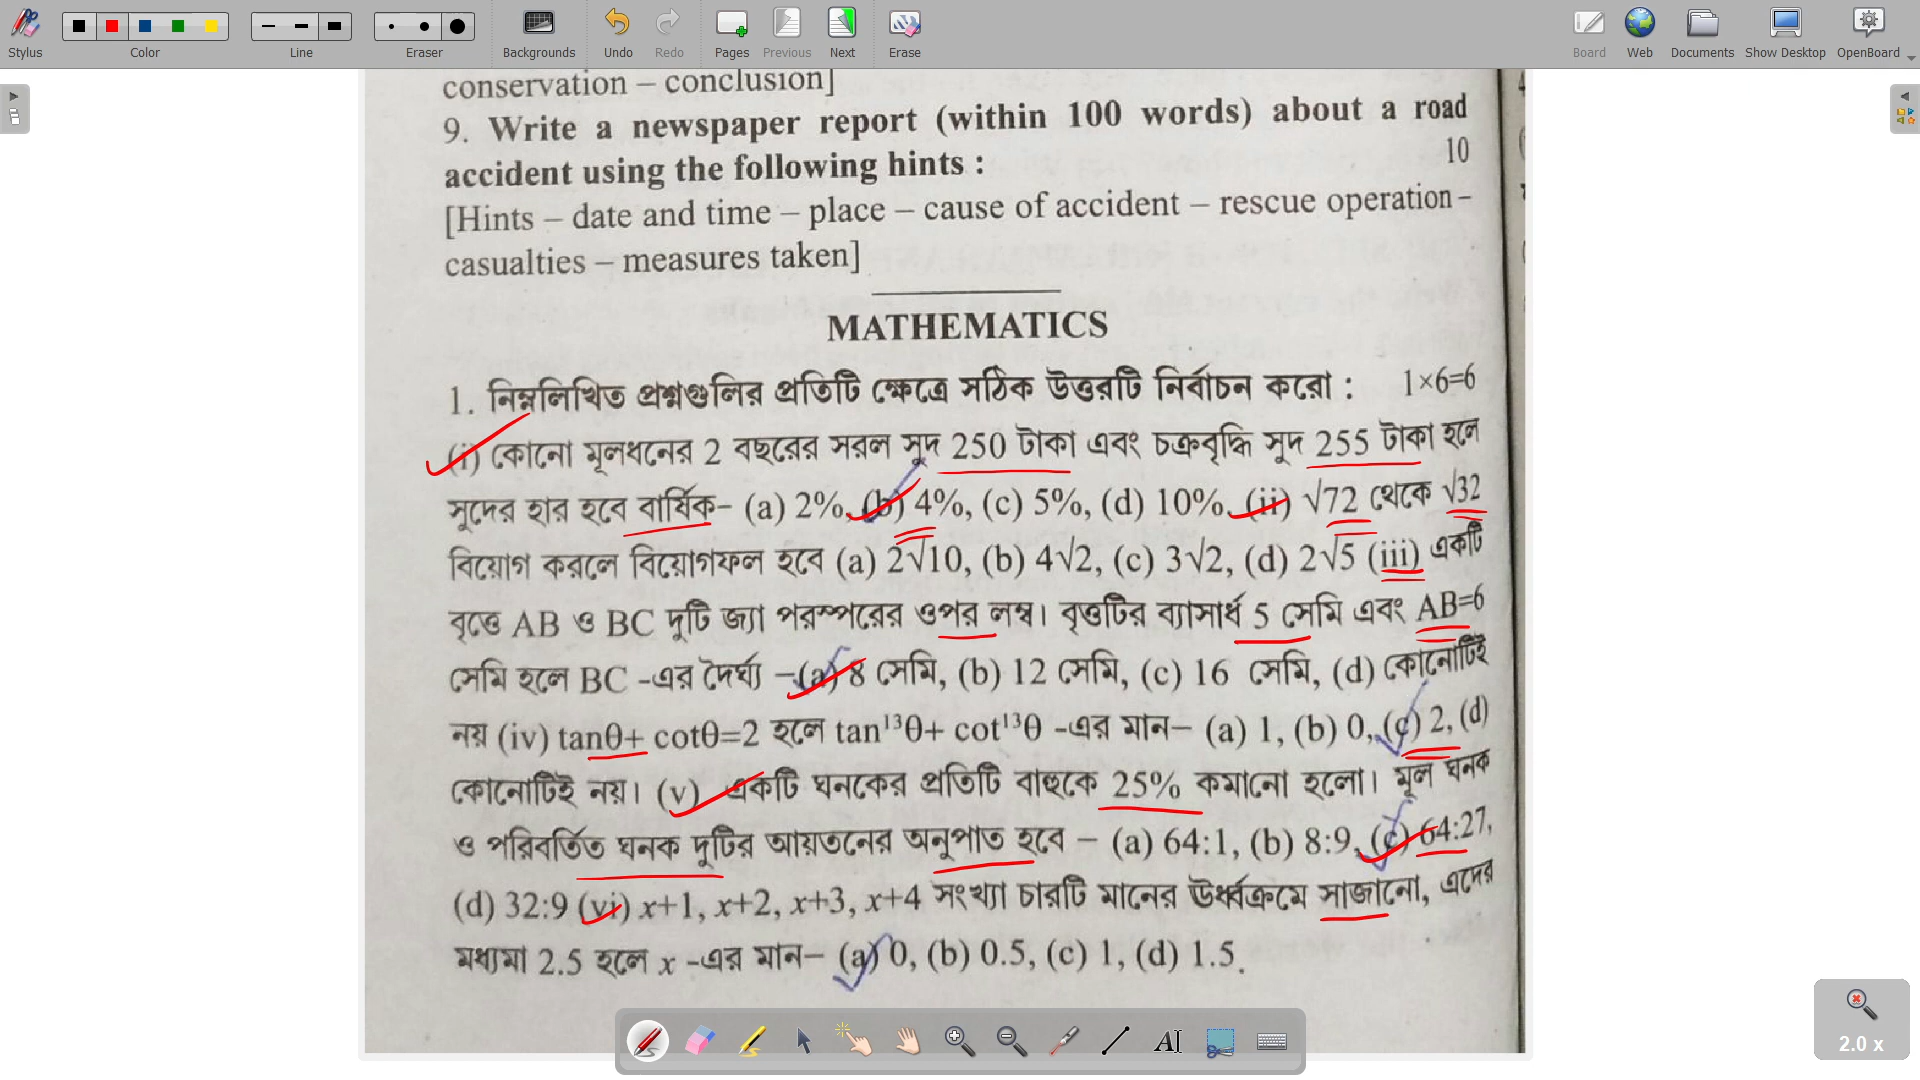 Stylus Color Line Eraser Backgrounds Undo Redo Pages Previous Next Erase Board Web Documents Show Desktop OpenBoard
conservation – conclusion]
9. Write a newspaper report (within 100 words) about a road
accident using the following hints : 10
[Hints – date and time – place – cause of accident – rescue operation –
casualties – measures taken]
MATHEMATICS
1. নিম্নলিখিত প্রশ্নগুলির প্রতিটি ক্ষেত্রে সঠিক উত্তরটি নির্বাচন করো : 1×6=6
(i) কোনো মূলধনের 2 বছরের সরল সুদ 250 টাকা এবং চক্রবৃদ্ধি সুদ 255 টাকা হলে
সুদের হার হবে বার্ষিক– (a) 2%, (b) 4%, (c) 5%, (d) 10%. (ii) √72 থেকে √32
বিয়োগ করলে বিয়োগফল হবে (a) 2√10, (b) 4√2, (c) 3√2, (d) 2√5 (iii) একটি
বৃত্তে AB ও BC দুটি জ্যা পরস্পরের ওপর লম্ব। বৃত্তটির ব্যাসার্ধ 5 সেমি এবং AB=6
সেমি হলে BC -এর দৈর্ঘ্য –(a) 8 সেমি, (b) 12 সেমি, (c) 16 সেমি, (d) কোনোটিই
নয় (iv) tanθ+ cotθ=2 হলে tan¹³θ+ cot¹³θ -এর মান– (a) 1, (b) 0, (c) 2, (d)
কোনোটিই নয়। (v) একটি ঘনকের প্রতিটি বাহুকে 25% কমানো হলো। মূল ঘনক
ও পরিবর্তিত ঘনক দুটির আয়তনের অনুপাত হবে – (a) 64:1, (b) 8:9, (c) 64:27,
(d) 32:9 (vi) x+1, x+2, x+3, x+4 সংখ্যা চারটি মানের ঊর্ধ্বক্রমে সাজানো, এদের
মধ্যমা 2.5 হলে x -এর মান– (a) 0, (b) 0.5, (c) 1, (d) 1.5.
2.0 x